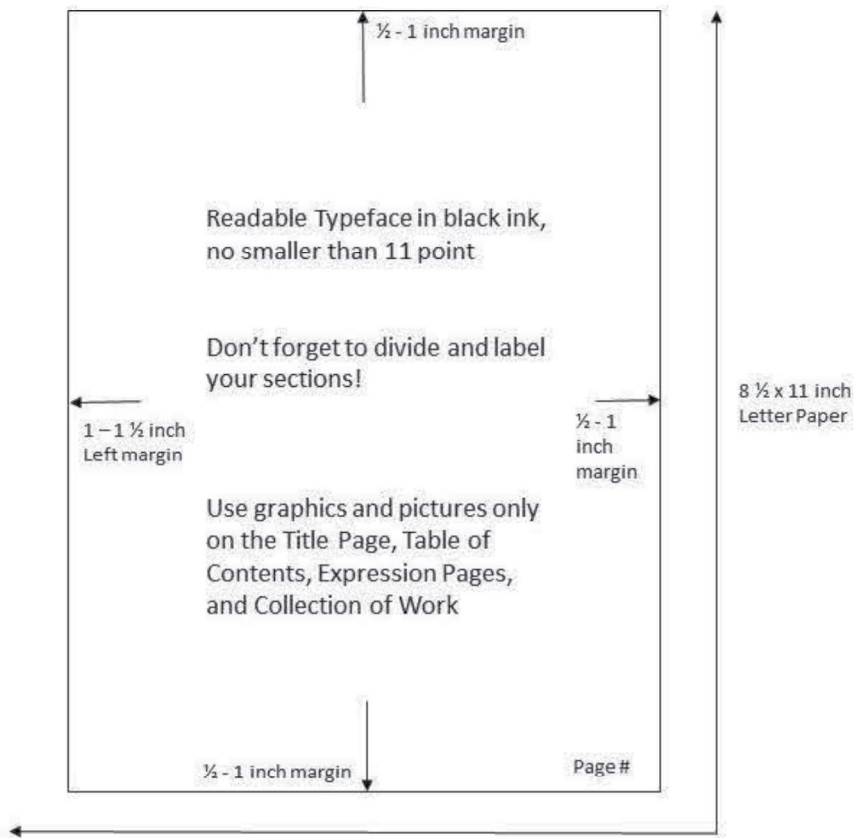 ½ - 1 inch margin
Readable Typeface in black ink,
no smaller than 11 point
Don't forget to divide and label
your sections!
1 – 1 ½ inch
Left margin
½ - 1
inch
margin
8 ½ x 11 inch
Letter Paper
Use graphics and pictures only
on the Title Page, Table of
Contents, Expression Pages,
and Collection of Work
½ - 1 inch margin
Page #